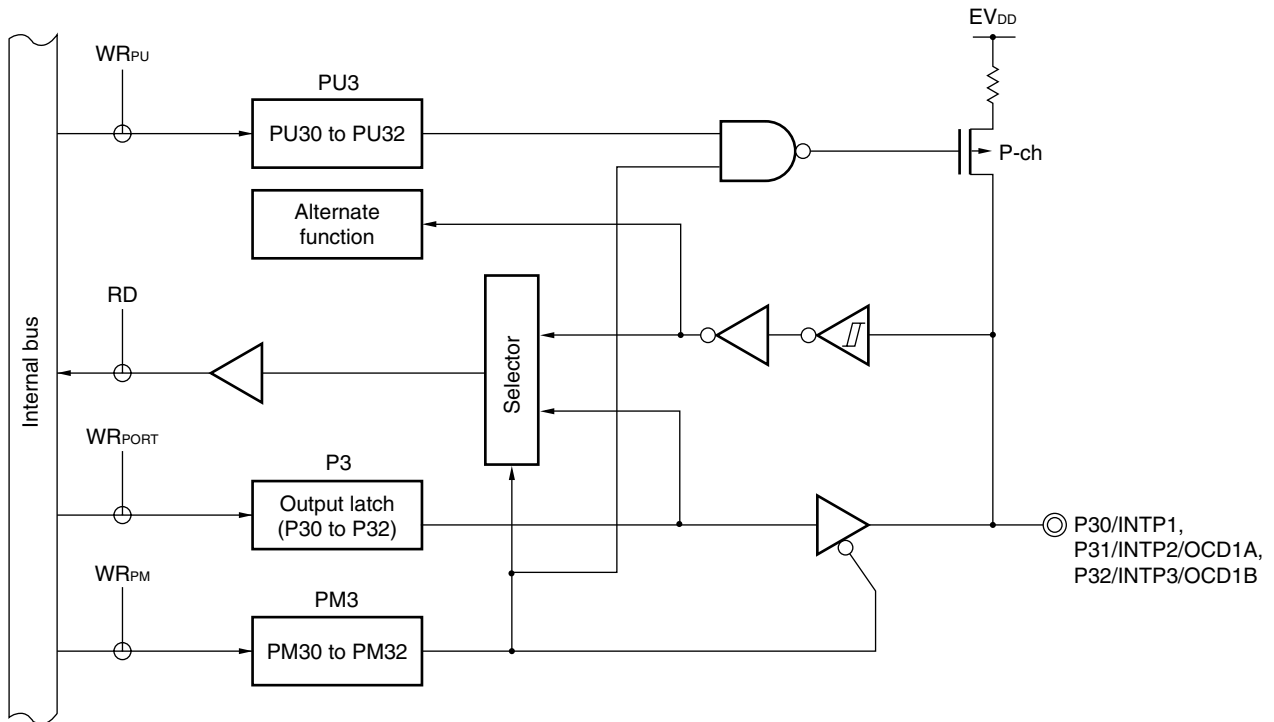 EVDD
WRPU
PU3
PU30 to PU32
P-ch
Alternate
function
RD
Internal bus
Selector
WRPORT
P3
Output latch
(P30 to P32)
P30/INTP1,
P31/INTP2/OCD1A,
P32/INTP3/OCD1B
WRPM
PM3
PM30 to PM32